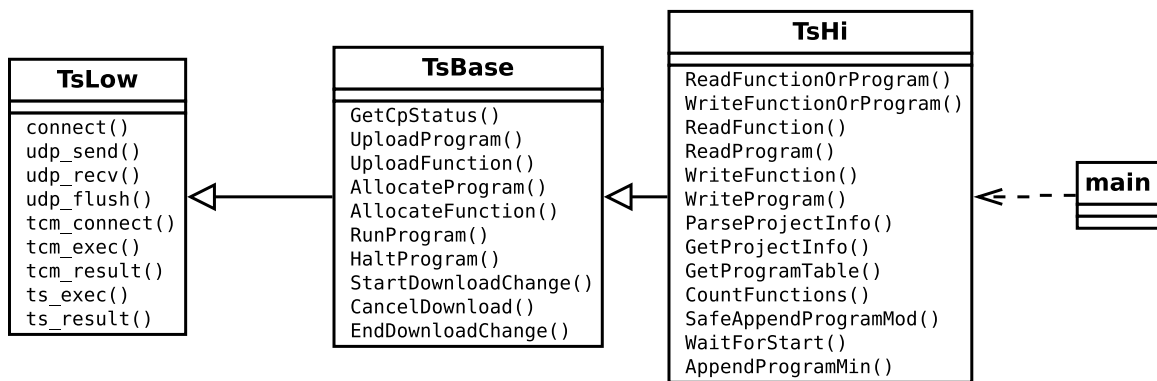 TsLow
connect()
udp_send()
udp_recv()
udp_flush()
tcm_connect()
tcm_exec()
tcm_result()
ts_exec()
ts_result()
TsBase
GetCpStatus()
UploadProgram()
UploadFunction()
AllocateProgram()
AllocateFunction()
RunProgram()
HaltProgram()
StartDownloadChange()
CancelDownload()
EndDownloadChange()
TsHi
ReadFunctionOrProgram()
WriteFunctionOrProgram()
ReadFunction()
ReadProgram()
WriteFunction()
WriteProgram()
ParseProjectInfo()
GetProjectInfo()
GetProgramTable()
CountFunctions()
SafeAppendProgramMod()
WaitForStart()
AppendProgramMin()
main